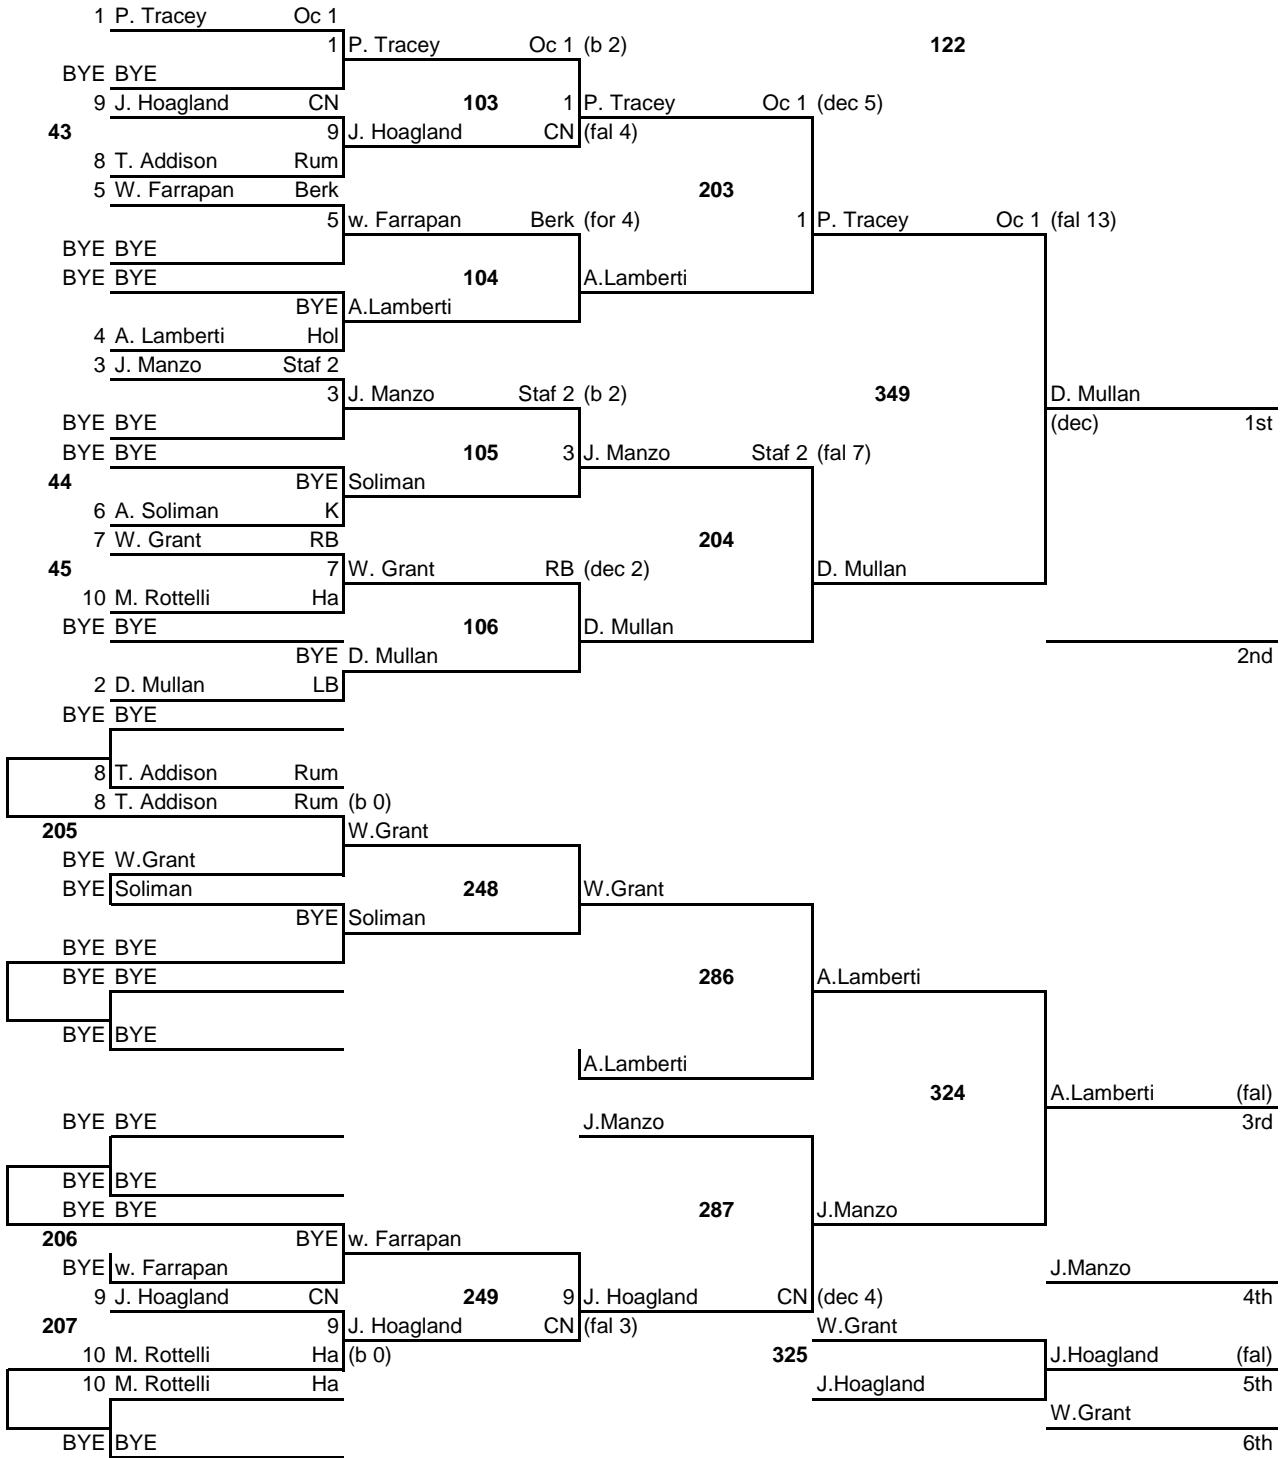 1 P. Tracey Oc 1
1 P. Tracey Oc 1 (b 2) 122
BYE BYE
9 J. Hoagland CN 103 1 P. Tracey Oc 1 (dec 5)
43 9 J. Hoagland CN (fal 4)
8 T. Addison Rum
5 W. Farrapan Berk 203
5 w. Farrapan Berk (for 4) 1 P. Tracey Oc 1 (fal 13)
BYE BYE
BYE BYE 104 A.Lamberti
BYE A.Lamberti
4 A. Lamberti Hol
3 J. Manzo Staf 2
3 J. Manzo Staf 2 (b 2) 349 D. Mullan
BYE BYE (dec) 1st
BYE BYE 105 3 J. Manzo Staf 2 (fal 7)
44 BYE Soliman
6 A. Soliman K
7 W. Grant RB 204
45 7 W. Grant RB (dec 2) D. Mullan
10 M. Rottelli Ha
BYE BYE 106 D. Mullan
BYE D. Mullan 2nd
2 D. Mullan LB
BYE BYE
8 T. Addison Rum
8 T. Addison Rum (b 0)
205 W.Grant
BYE W.Grant
BYE Soliman 248 W.Grant
BYE Soliman
BYE BYE
BYE BYE 286 A.Lamberti
BYE BYE
A.Lamberti
324 A.Lamberti (fal)
BYE BYE J.Manzo 3rd
BYE BYE
BYE BYE 287 J.Manzo
206 BYE w. Farrapan
BYE w. Farrapan J.Manzo
9 J. Hoagland CN 249 9 J. Hoagland CN (dec 4) 4th
207 9 J. Hoagland CN (fal 3) W.Grant
10 M. Rottelli Ha (b 0) 325 J.Hoagland (fal)
10 M. Rottelli Ha J.Hoagland 5th
W.Grant
BYE BYE 6th